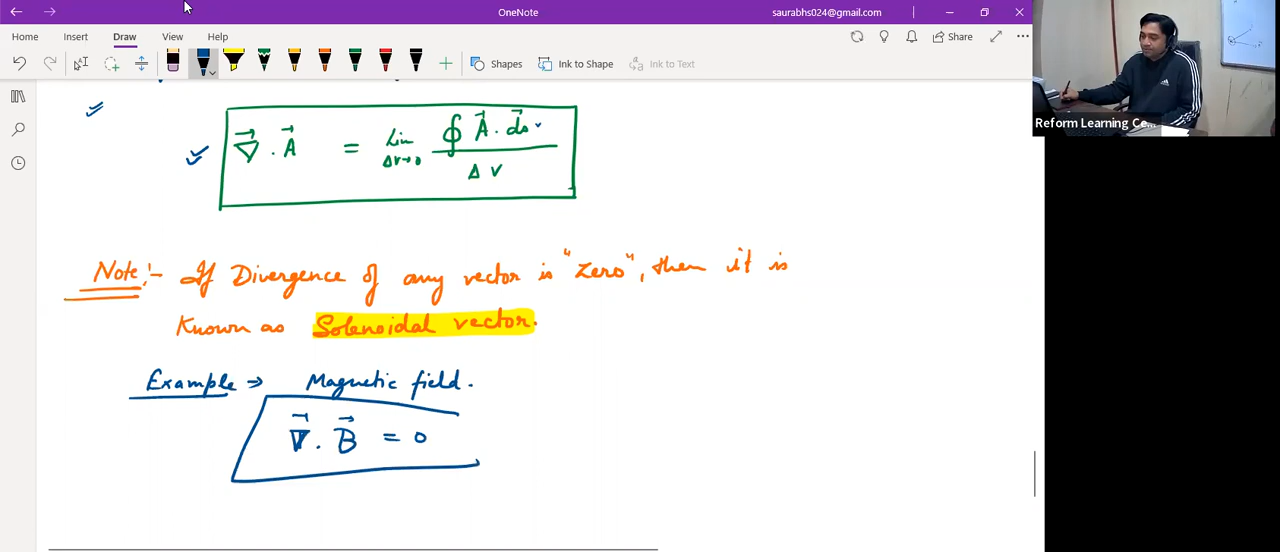 OneNote
saurabhs024@gmail.com
Home Insert Draw View Help
Share
Shapes Ink to Shape Ink to Text
Reform Learning Ce...
∇⃗ . A⃗ = Lim Δv→0 ∮ A⃗ . ds⃗ / Δv
Note:- If Divergence of any vector is "Zero", then it is
Known as Solenoidal vector.
Example ⇒ Magnetic field.
∇⃗ . B⃗ = 0